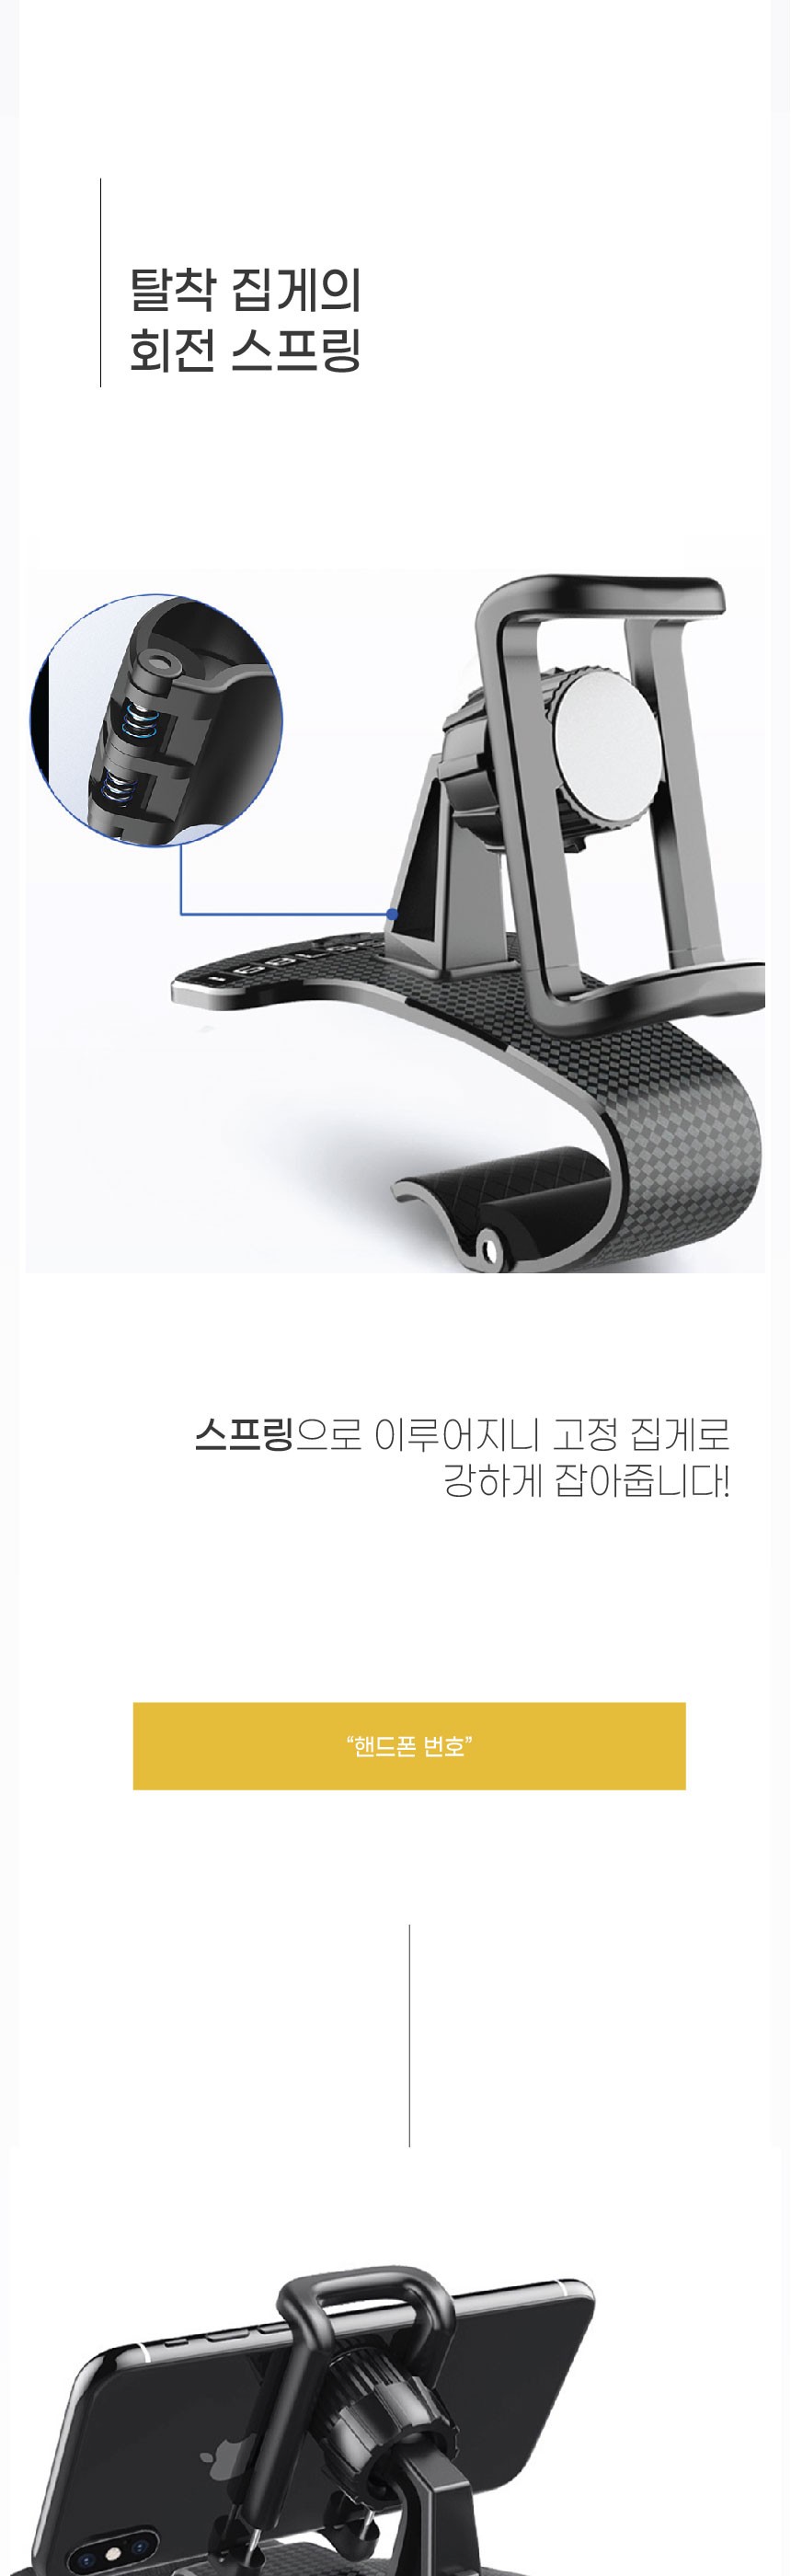 탈착 집게의
회전 스프링
스프링으로 이루어지니 고정 집게로
강하게 잡아줍니다!
“핸드폰 번호”